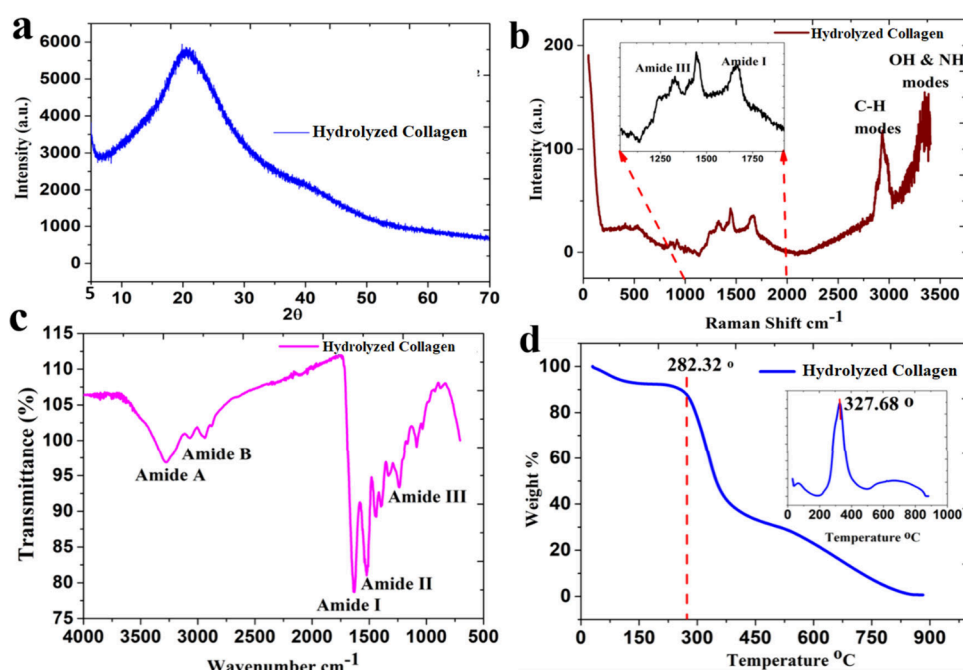 a
6000
5000
4000
3000
2000
1000
0
Intensity (a.u.)
Hydrolyzed Collagen
5 10 20 30 40 50 60 70
2θ
b
Hydrolyzed Collagen
200
100
0
Intensity (a.u.)
Amide III
Amide I
1250 1500 1750
OH & NH
modes
C-H
modes
0 500 1000 1500 2000 2500 3000 3500
Raman Shift cm-1
c
Hydrolyzed Collagen
115
110
105
100
95
90
85
80
75
Transmittance (%)
Amide A
Amide B
Amide III
Amide II
Amide I
4000 3500 3000 2500 2000 1500 1000 500
Wavenumber cm-1
d
282.32 o
Hydrolyzed Collagen
100
80
60
40
20
0
Weight %
327.68 o
0 200 400 600 800 1000
Temperature oC
0 150 300 450 600 750 900
Temperature oC